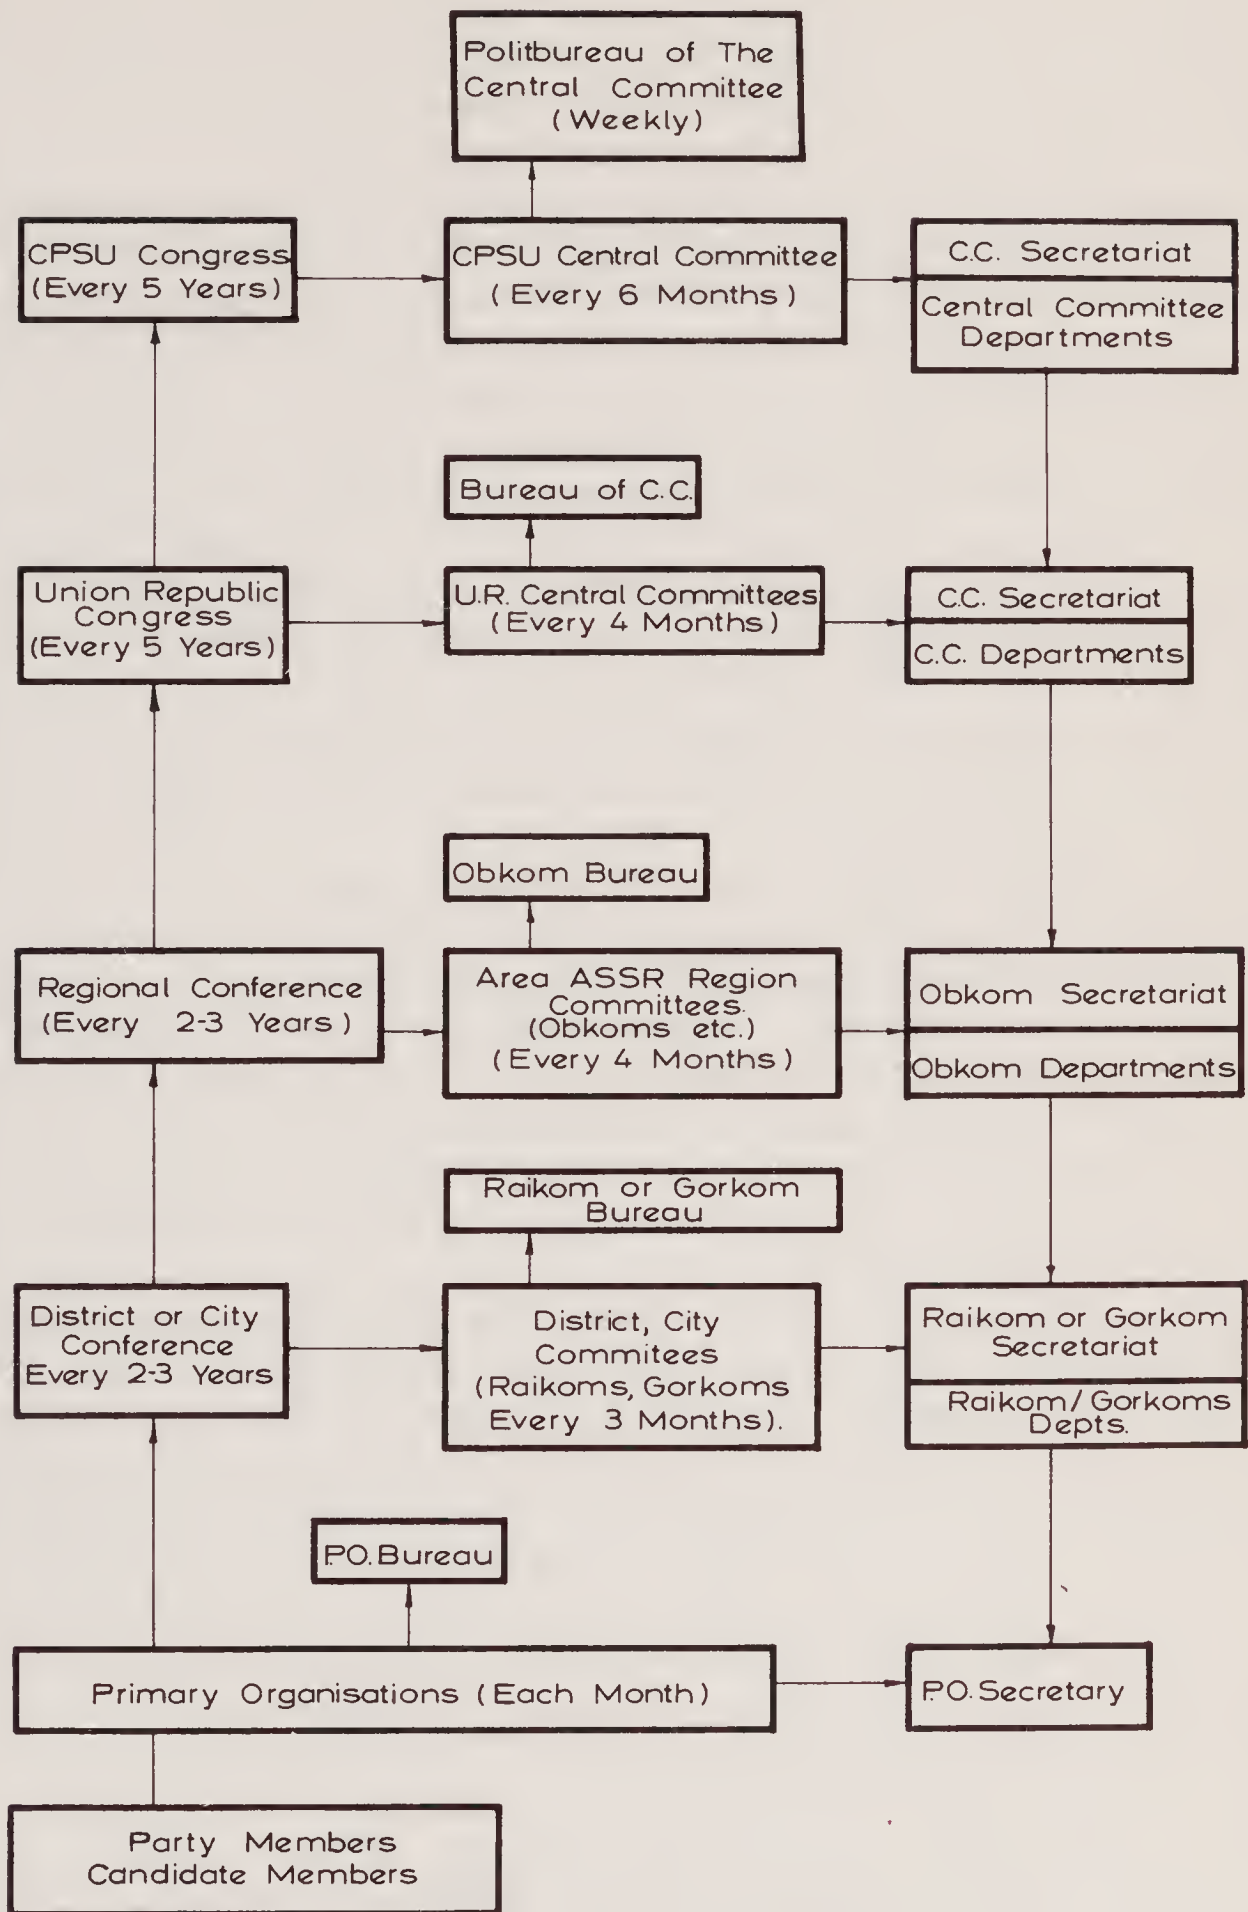 Politbureau of The
Central Committee
(Weekly)
CPSU Congress
(Every 5 Years)
CPSU Central Committee
(Every 6 Months)
C.C. Secretariat
Central Committee
Departments
Bureau of C.C.
Union Republic
Congress
(Every 5 Years)
U.R. Central Committees
(Every 4 Months)
C.C. Secretariat
C.C. Departments
Obkom Bureau
Regional Conference
(Every 2-3 Years)
Area ASSR Region
Committees.
(Obkoms etc.)
(Every 4 Months)
Obkom Secretariat
Obkom Departments
Raikom or Gorkom
Bureau
District or City
Conference
Every 2-3 Years
District, City
Commitees
(Raikoms, Gorkoms
Every 3 Months).
Raikom or Gorkom
Secretariat
Raikom/Gorkoms
Depts.
P.O. Bureau
Primary Organisations (Each Month)
P.O. Secretary
Party Members
Candidate Members